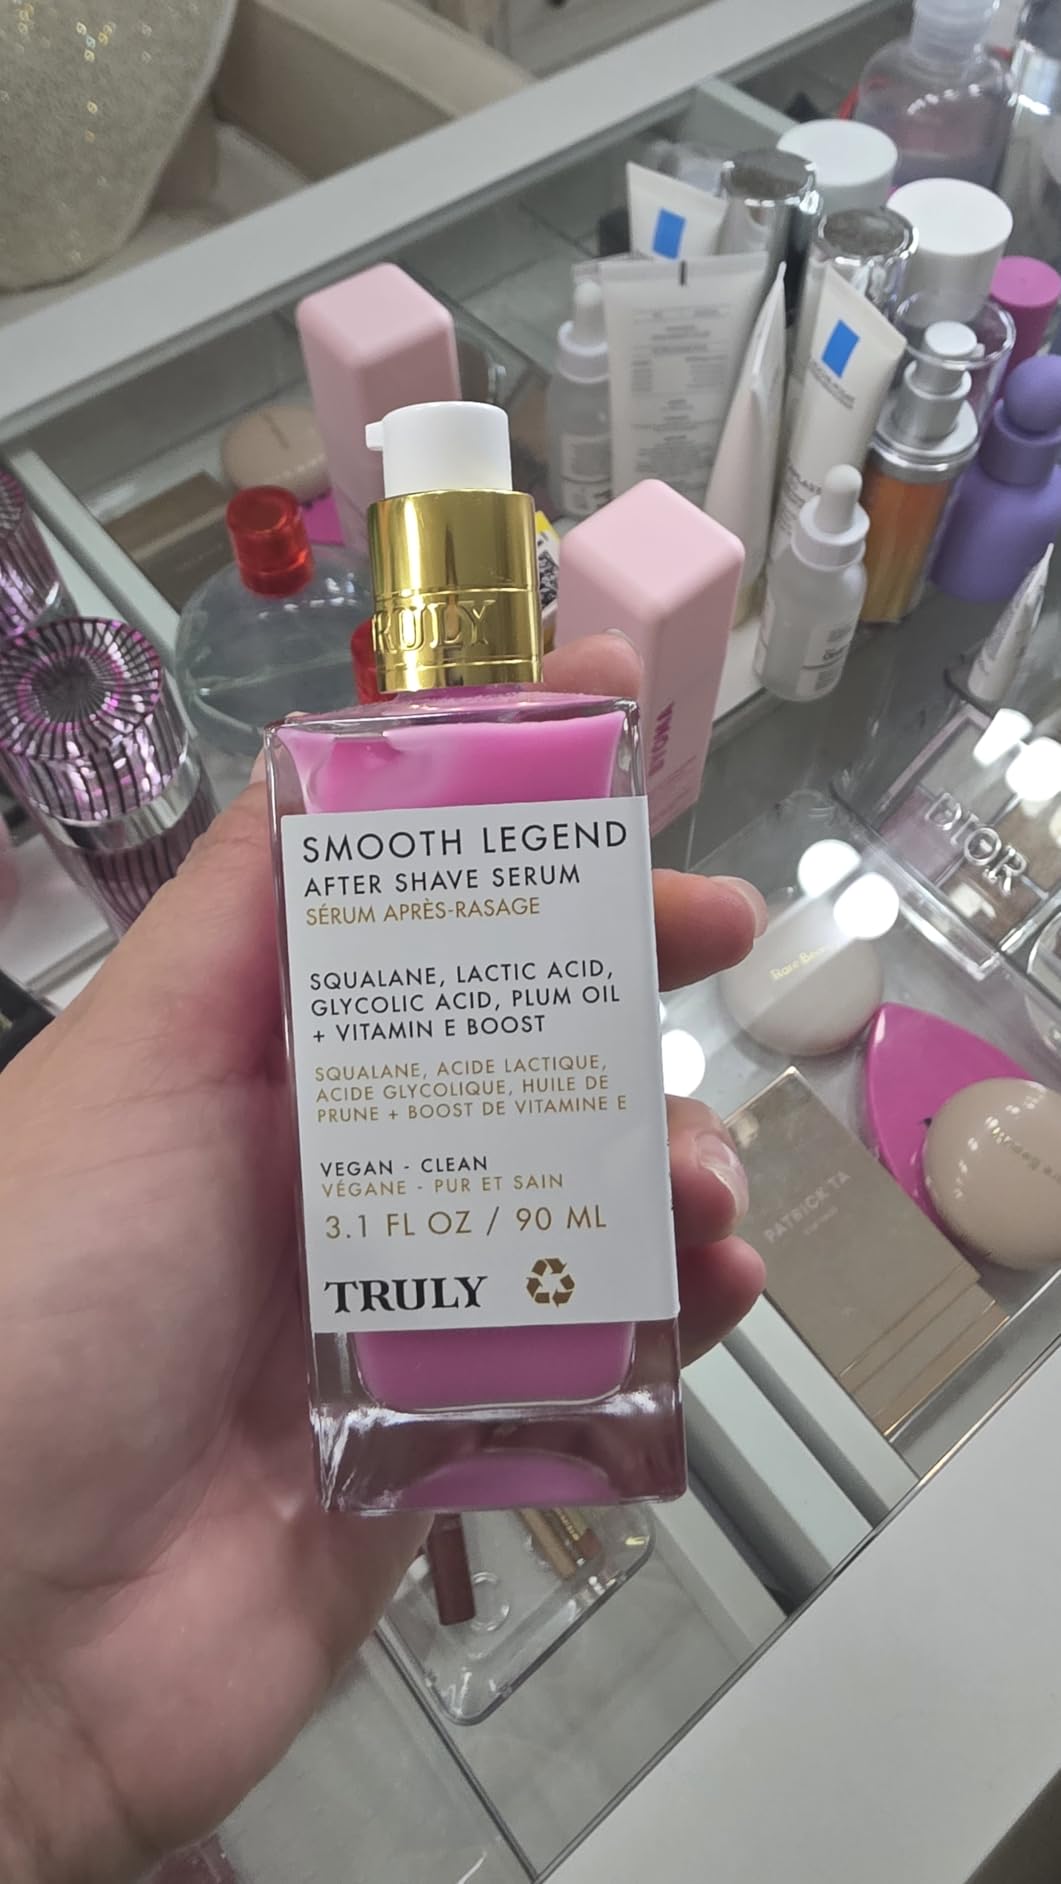 TRULY
SMOOTH LEGEND
AFTER SHAVE SERUM
SÉRUM APRÈS-RASAGE
SQUALANE, LACTIC ACID,
GLYCOLIC ACID, PLUM OIL
+ VITAMIN E BOOST
SQUALANE, ACIDE LACTIQUE,
ACIDE GLYCOLIQUE, HUILE DE
PRUNE + BOOST DE VITAMINE E
VEGAN - CLEAN
VÉGANE - PUR ET SAIN
3.1 FL OZ / 90 ML
TRULY
DIOR
PATRICK TA